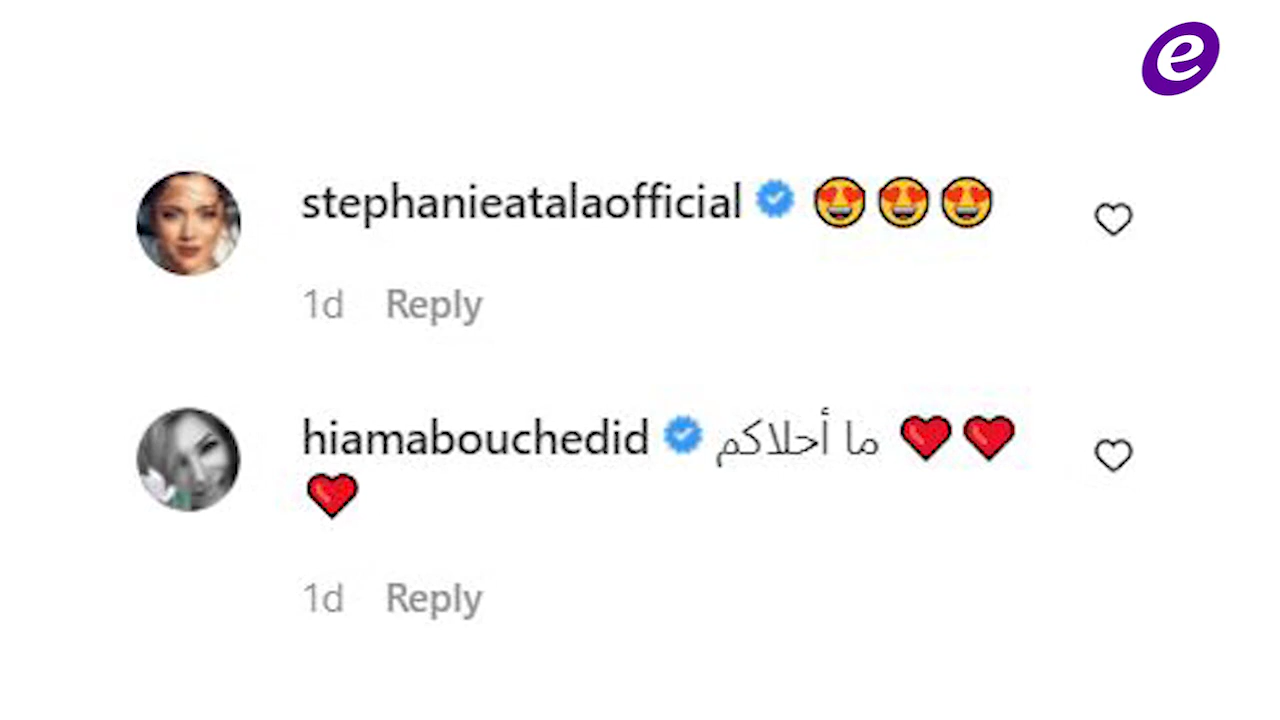 e
stephanieatalaofficial 😍😍😍
1d Reply
hiamabouchedid ما أحلاكم ❤️❤️
❤️
1d Reply